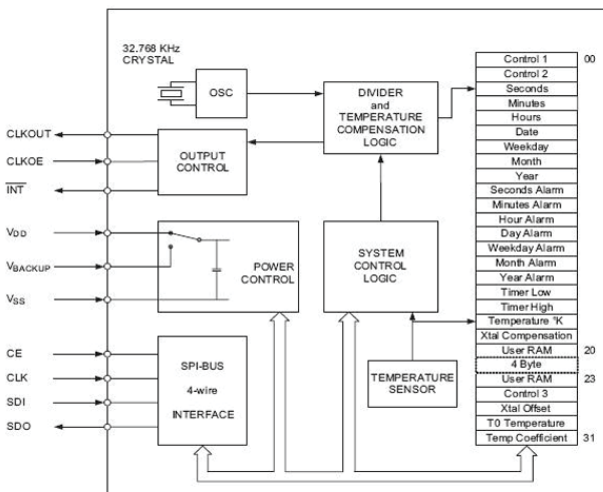 32.768 KHz
CRYSTAL
OSC
DIVIDER
and
TEMPERATURE
COMPENSATION
LOGIC
CLKOUT
CLKOE
INT
OUTPUT
CONTROL
VDD
VBACKUP
VSS
POWER
CONTROL
SYSTEM
CONTROL
LOGIC
CE
CLK
SDI
SDO
SPI-BUS
4-wire
INTERFACE
TEMPERATURE
SENSOR
Control 1 00
Control 2
Seconds
Minutes
Hours
Date
Weekday
Month
Year
Seconds Alarm
Minutes Alarm
Hour Alarm
Day Alarm
Weekday Alarm
Month Alarm
Year Alarm
Timer Low
Timer High
Temperature °K
Xtal Compensation
User RAM 20
4 Byte
User RAM 23
Control 3
Xtal Offset
T0 Temperature
Temp Coefficient 31